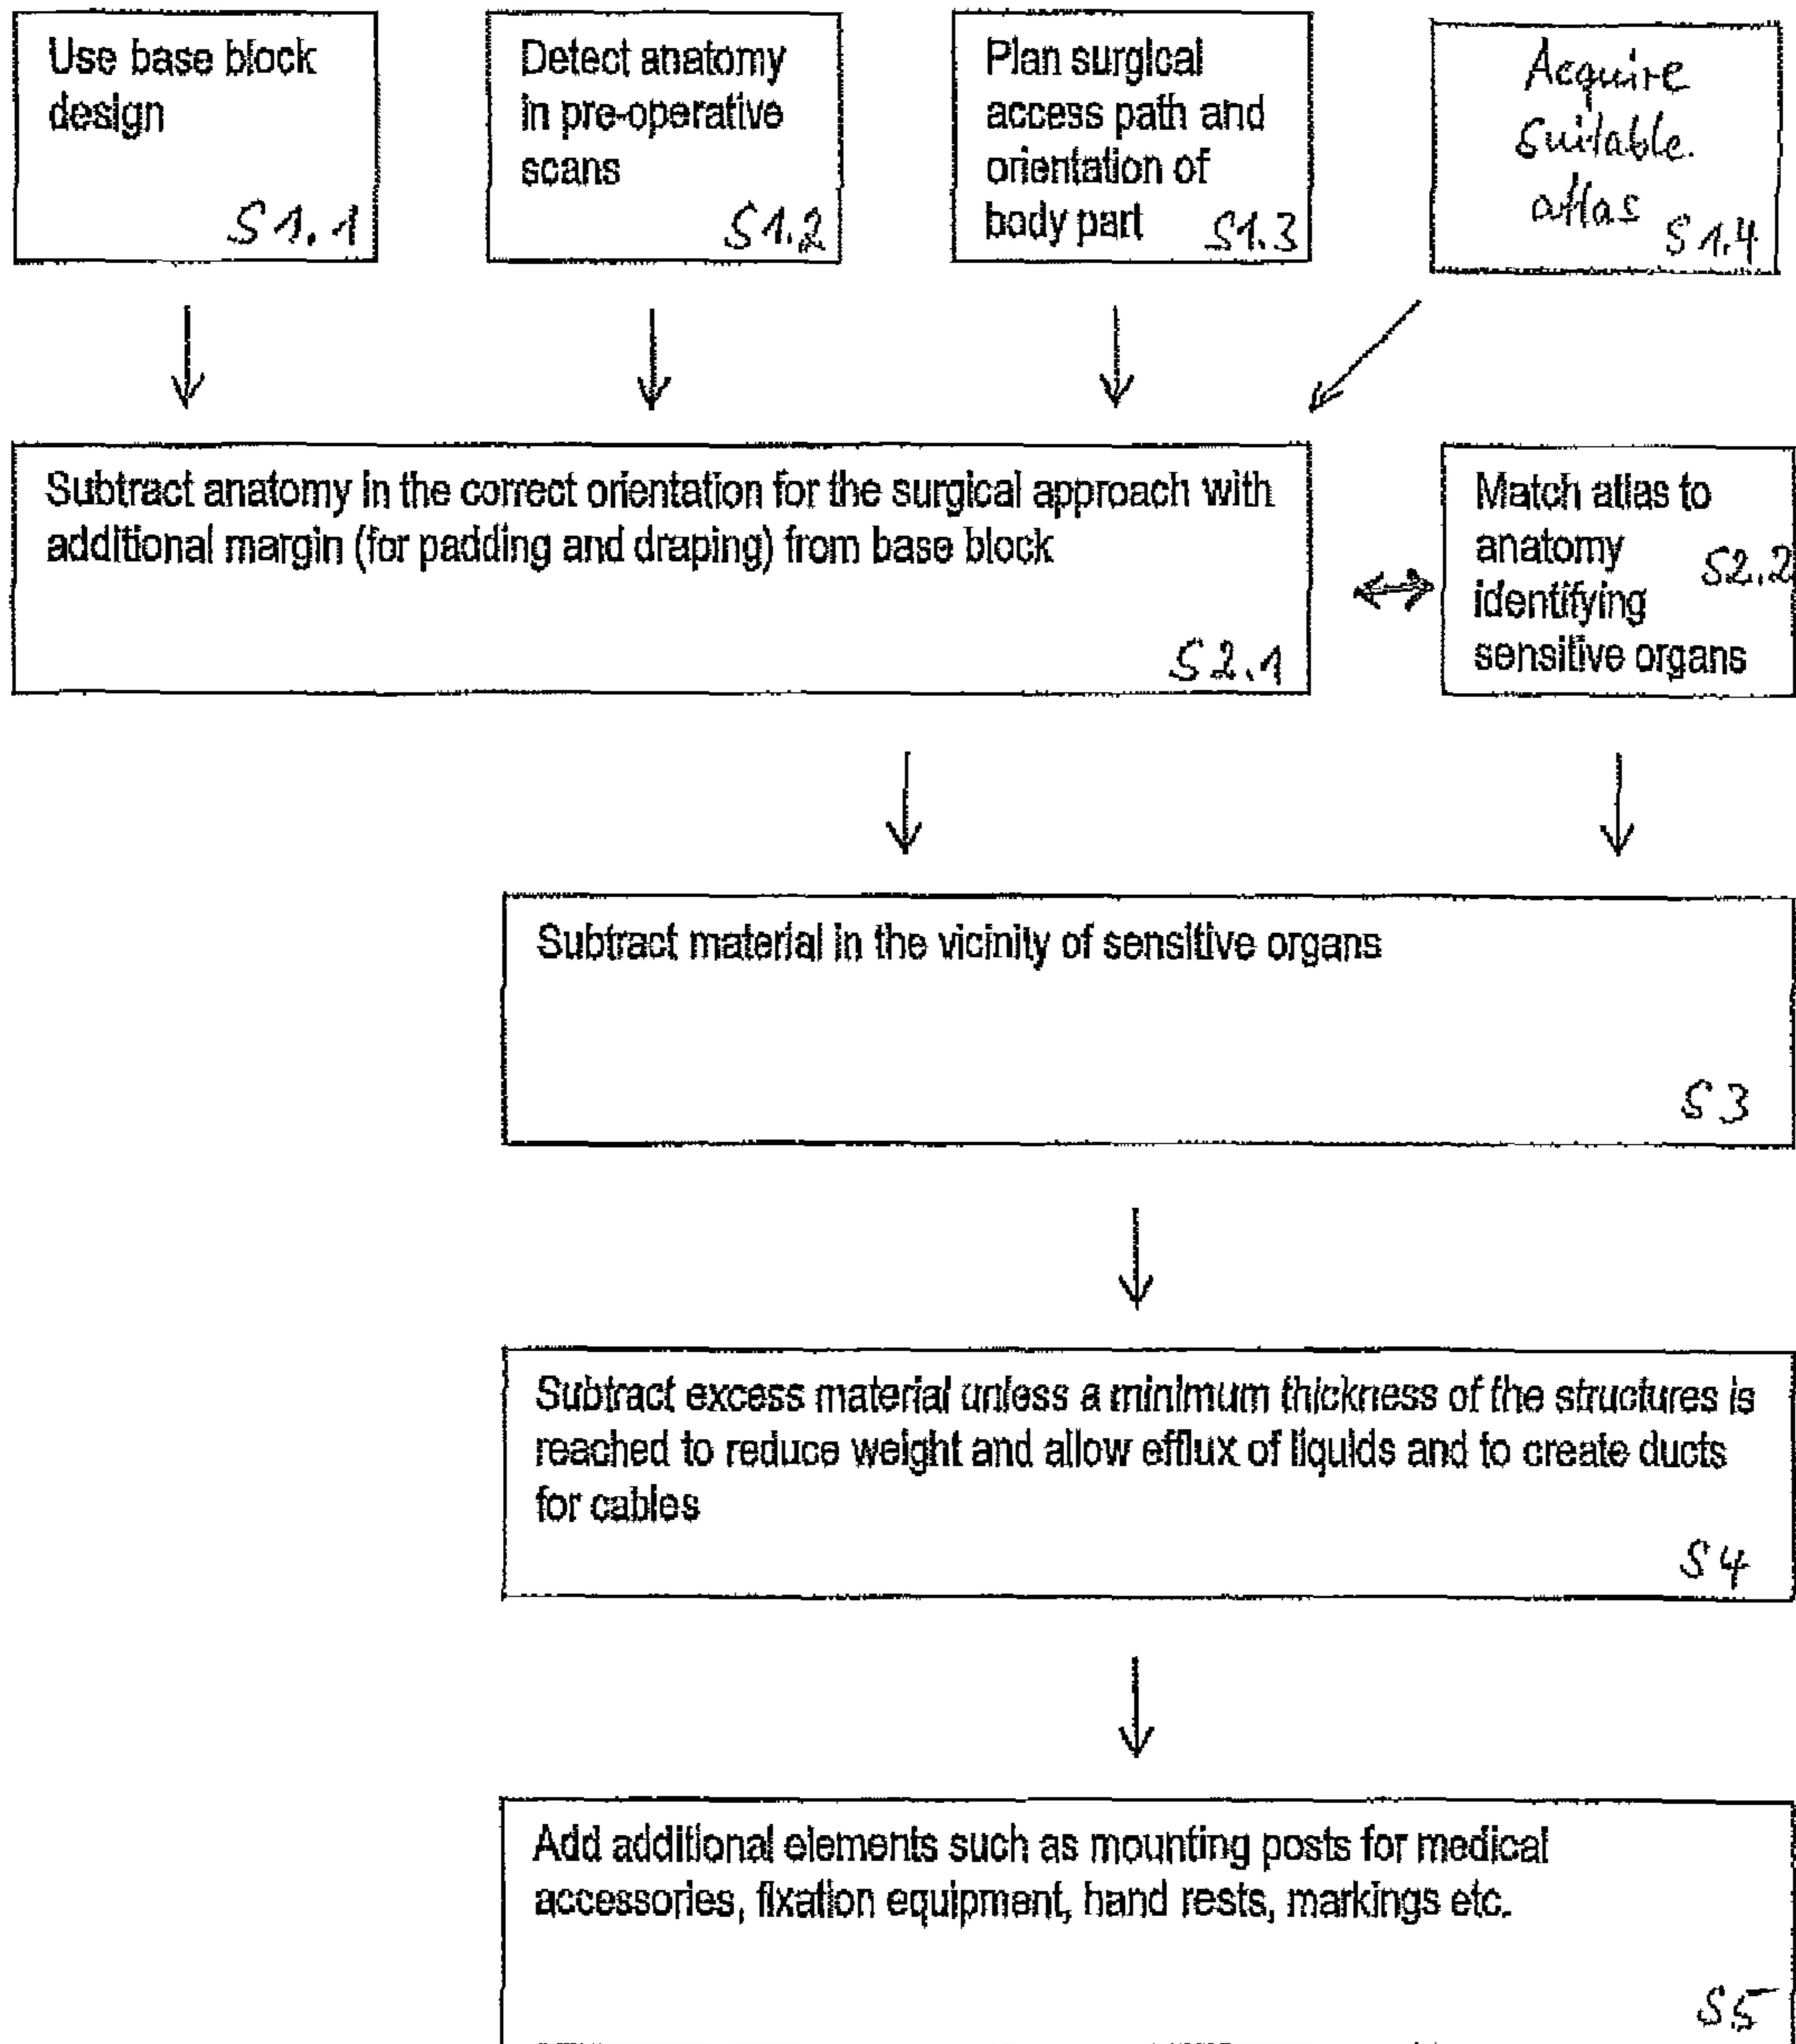 Use base block
design
S1.1
Detect anatomy
in pre-operative
scans
S1.2
Plan surgical
access path and
orientation of
body part S1.3
Acquire
suitable
atlas S1.4
Subtract anatomy in the correct orientation for the surgical approach with
additional margin (for padding and draping) from base block
S2.1
Match atlas to
anatomy
identifying S2.2
sensitive organs
Subtract material in the vicinity of sensitive organs
S3
Subtract excess material unless a minimum thickness of the structures is
reached to reduce weight and allow efflux of liquids and to create ducts
for cables
S4
Add additional elements such as mounting posts for medical
accessories, fixation equipment, hand rests, markings etc.
S5